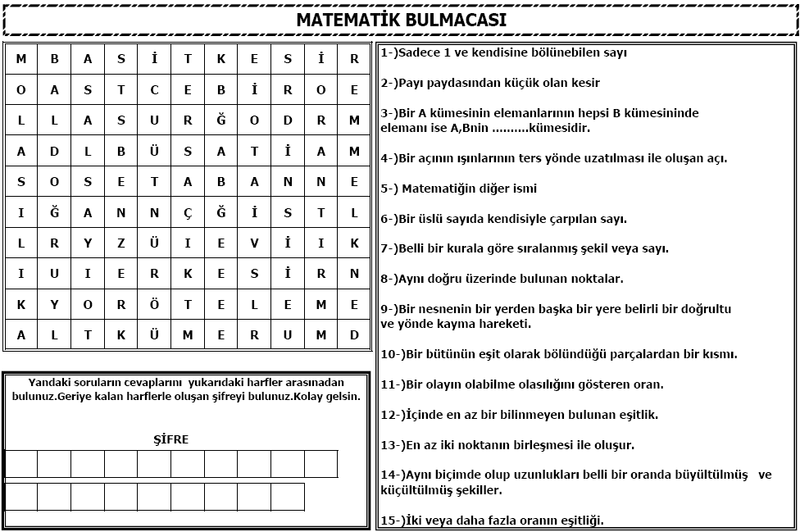 MATEMATİK BULMACASI
M B A S İ T K E S İ R
O A S T C E B İ R O E
L L A S U R Ğ O D R M
A D L B Ü S A T İ A M
S O S E T A B A N N E
I Ğ A N N Ç Ğ İ S T L
L R Y Z Ü I E V İ I K
I U I E R K E S İ R N
K Y O R Ö T E L E M E
A L T K Ü M E R U M D
Yandaki soruların cevaplarını yukarıdaki harfler arasınadan
bulunuz.Geriye kalan harflerle oluşan şifreyi bulunuz.Kolay gelsin.
ŞİFRE
1-)Sadece 1 ve kendisine bölünebilen sayı
2-)Payı paydasından küçük olan kesir
3-)Bir A kümesinin elemanlarının hepsi B kümesininde
elemanı ise A,Bnin ..........kümesidir.
4-)Bir açının ışınlarının ters yönde uzatılması ile oluşan açı.
5-) Matematiğin diğer ismi
6-)Bir üslü sayıda kendisiyle çarpılan sayı.
7-)Belli bir kurala göre sıralanmış şekil veya sayı.
8-)Aynı doğru üzerinde bulunan noktalar.
9-)Bir nesnenin bir yerden başka bir yere belirli bir doğrultu
ve yönde kayma hareketi.
10-)Bir bütünün eşit olarak bölündüğü parçalardan bir kısmı.
11-)Bir olayın olabilme olasılığını gösteren oran.
12-)İçinde en az bir bilinmeyen bulunan eşitlik.
13-)En az iki noktanın birleşmesi ile oluşur.
14-)Aynı biçimde olup uzunlukları belli bir oranda büyültülmüş ve
küçültülmüş şekiller.
15-)İki veya daha fazla oranın eşitliği.